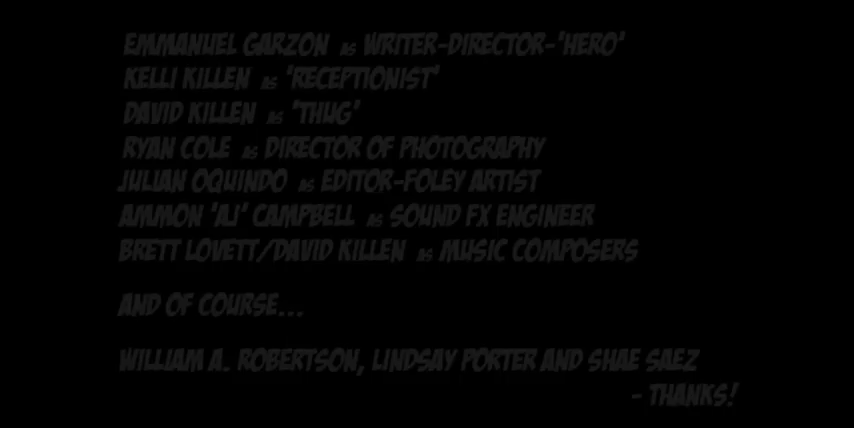 EMMANUEL GARZON AS WRITER-DIRECTOR-'HERO'
KELLI KILLEN AS 'RECEPTIONIST'
DAVID KILLEN AS 'THUG'
RYAN COLE AS DIRECTOR OF PHOTOGRAPHY
JULIAN OQUINDO AS EDITOR-FOLEY ARTIST
AMMON 'AJ' CAMPBELL AS SOUND FX ENGINEER
BRETT LOVETT/DAVID KILLEN AS MUSIC COMPOSERS
AND OF COURSE...
WILLIAM A. ROBERTSON, LINDSAY PORTER AND SHAE SAEZ
- THANKS!